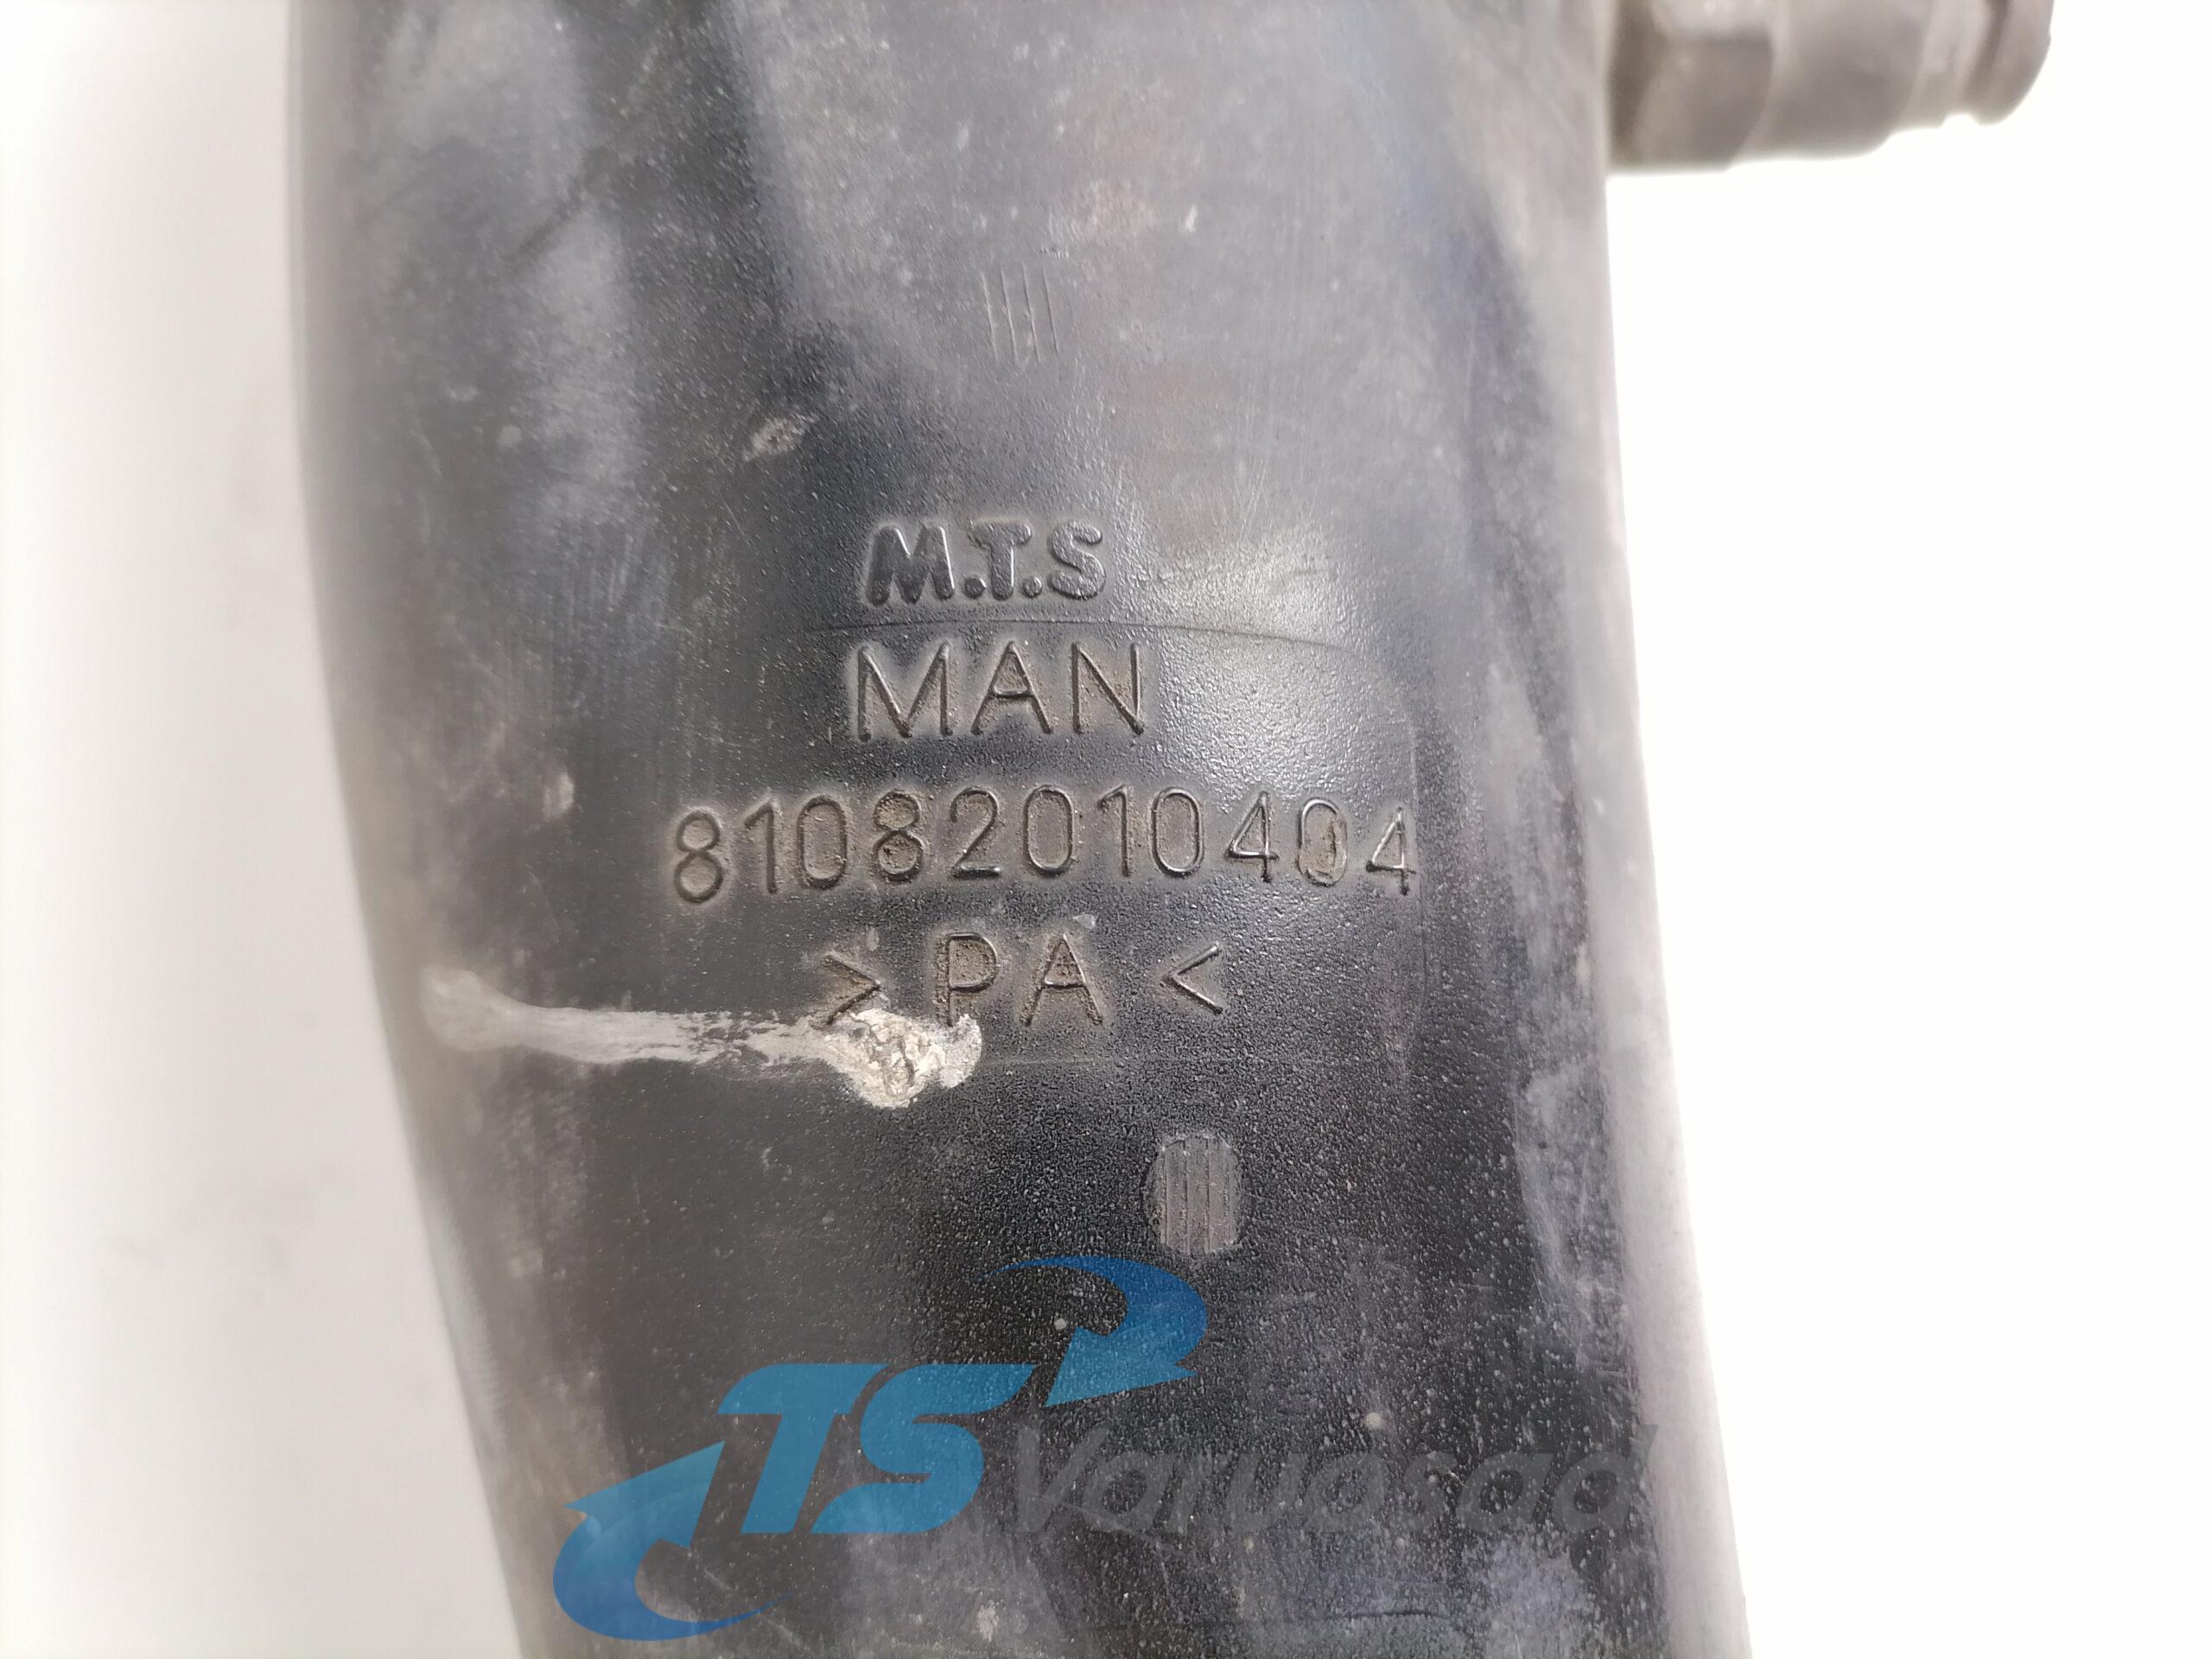 M.T.S
MAN
81082010404
> PA <
TS Varuosad